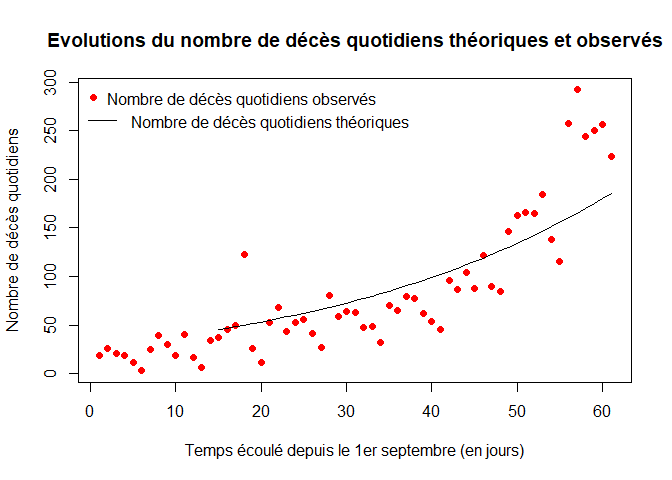 Evolutions du nombre de décès quotidiens théoriques et observés
Nombre de décès quotidiens observés
Nombre de décès quotidiens théoriques
Nombre de décès quotidiens
300
250
200
150
100
50
0
0 10 20 30 40 50 60
Temps écoulé depuis le 1er septembre (en jours)